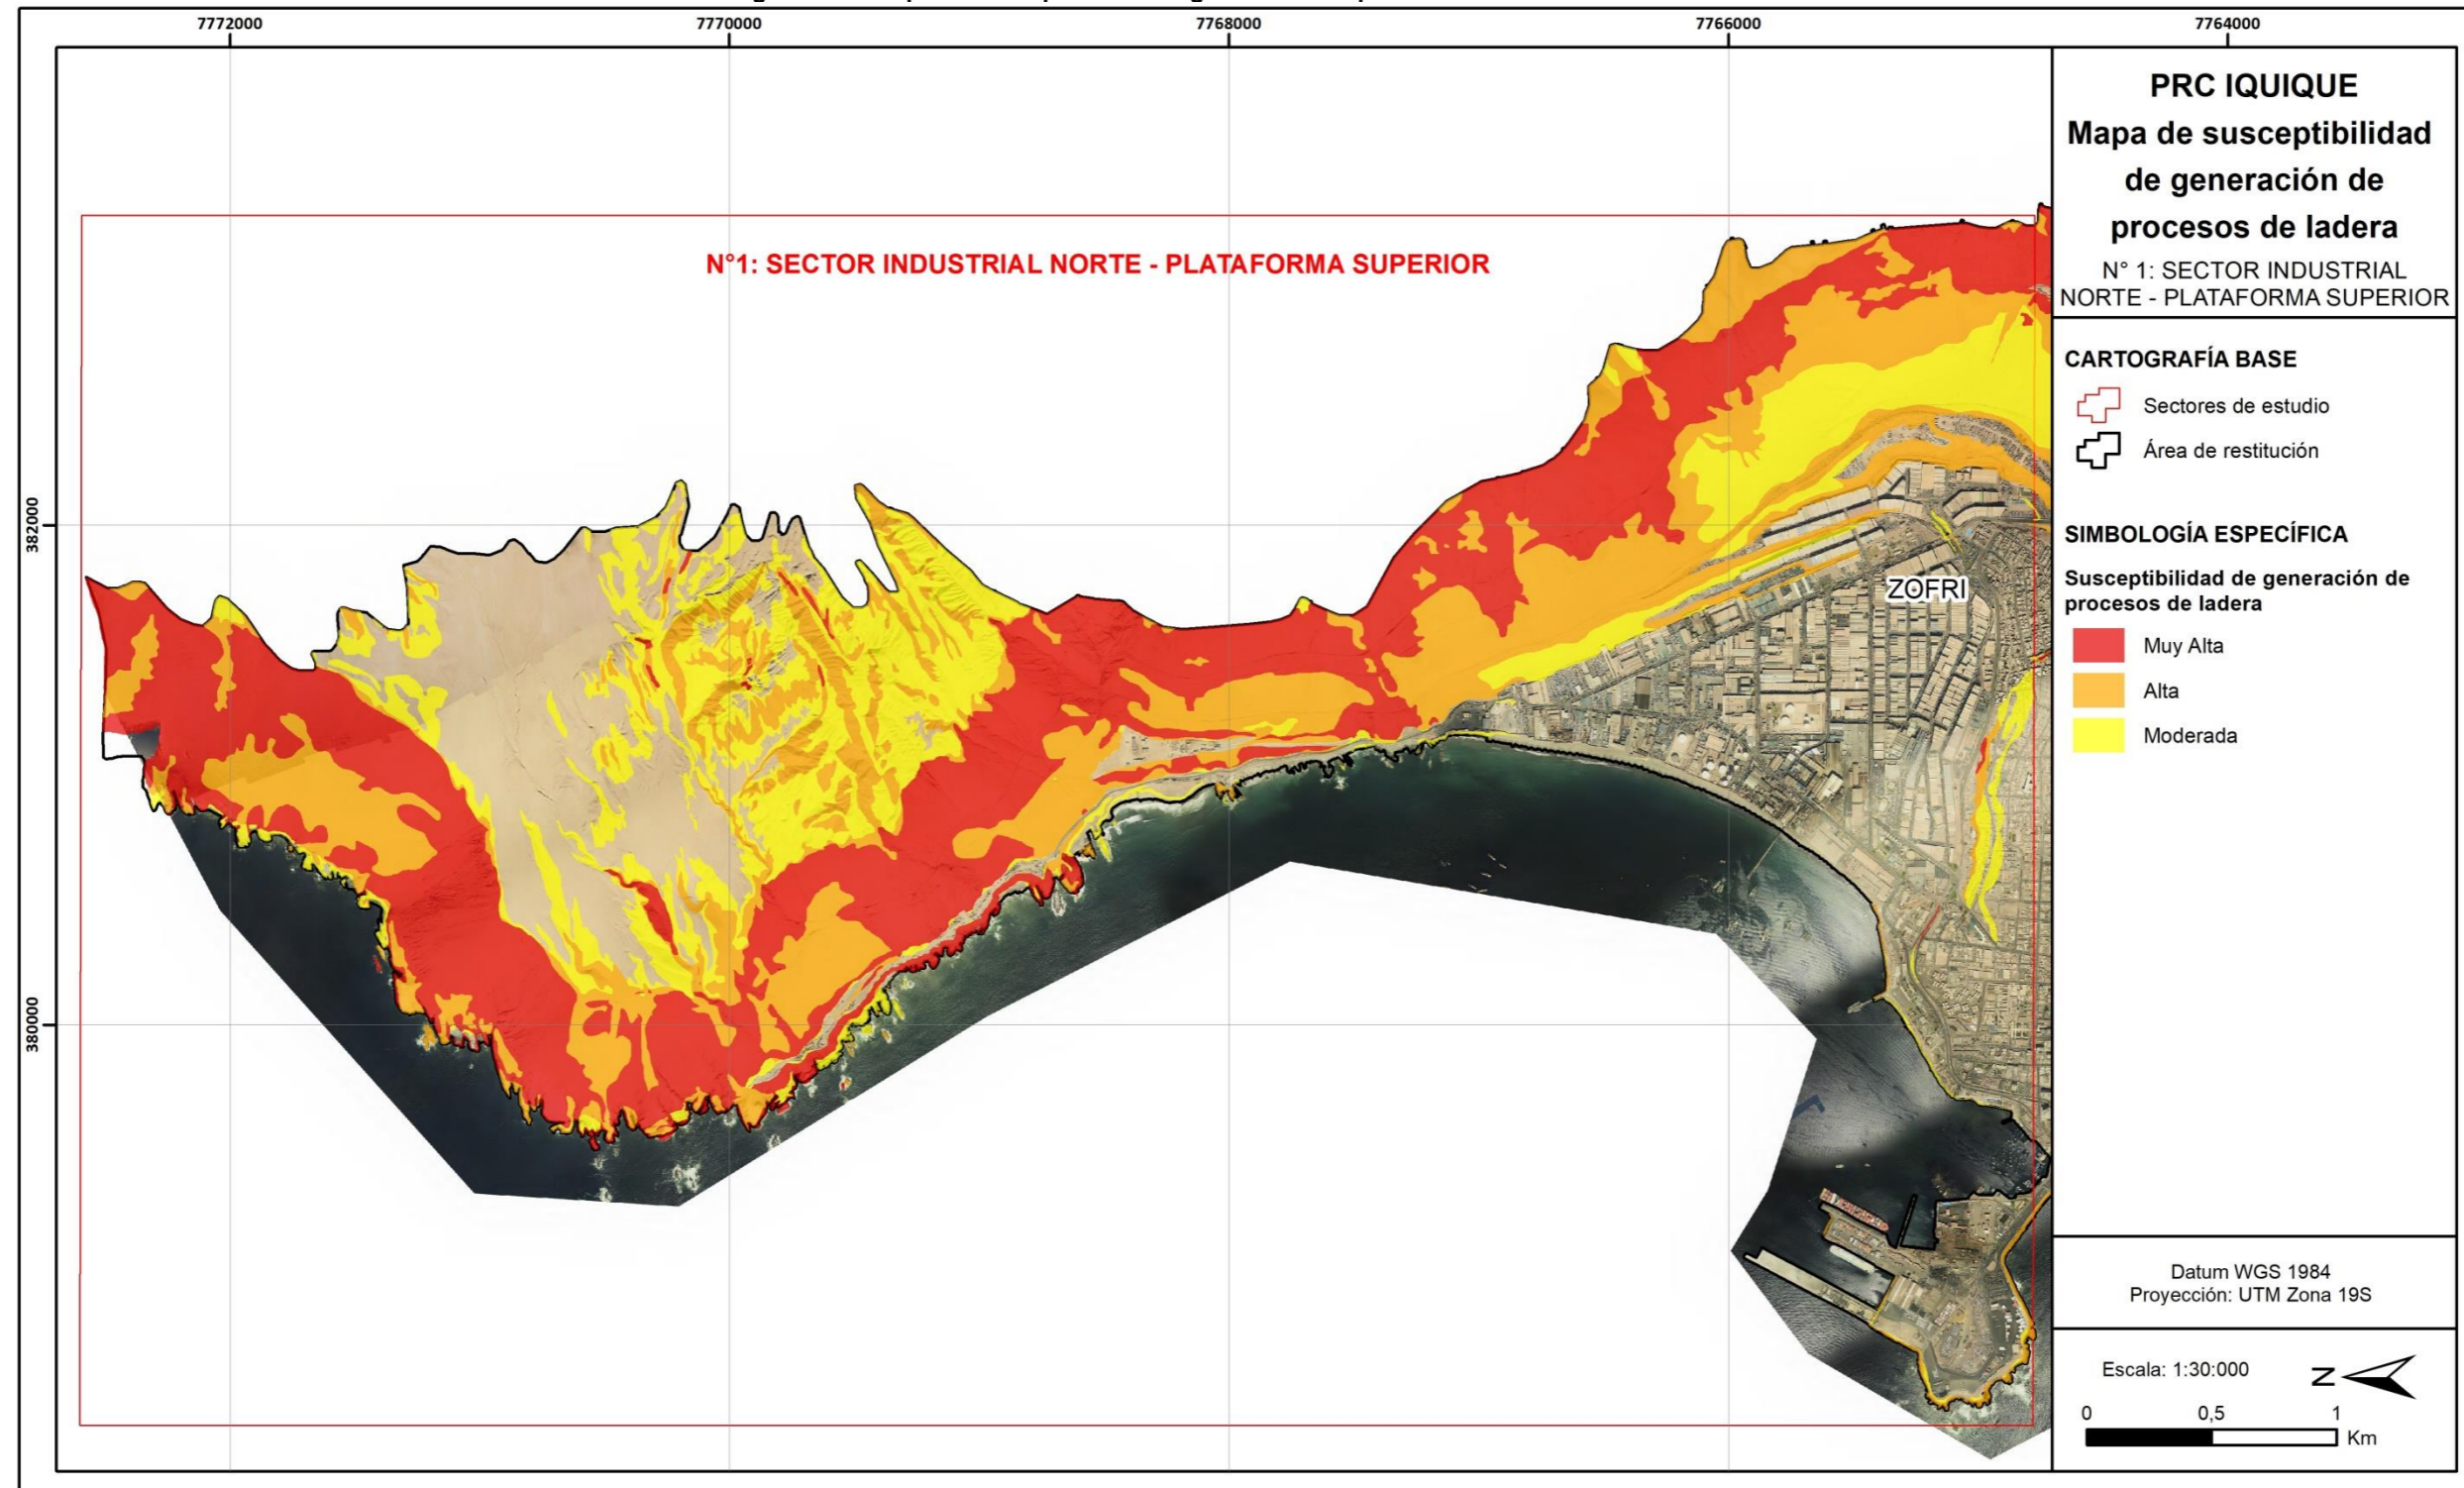 7772000
7770000
7768000
7766000
7764000
382000
380000
N°1: SECTOR INDUSTRIAL NORTE - PLATAFORMA SUPERIOR
ZOFRI
PRC IQUIQUE
Mapa de susceptibilidad
de generación de
procesos de ladera
N° 1: SECTOR INDUSTRIAL
NORTE - PLATAFORMA SUPERIOR
CARTOGRAFÍA BASE
Sectores de estudio
Área de restitución
SIMBOLOGÍA ESPECÍFICA
Susceptibilidad de generación de
procesos de ladera
Muy Alta
Alta
Moderada
Datum WGS 1984
Proyección: UTM Zona 19S
Escala: 1:30:000
N
0 0,5 1
Km